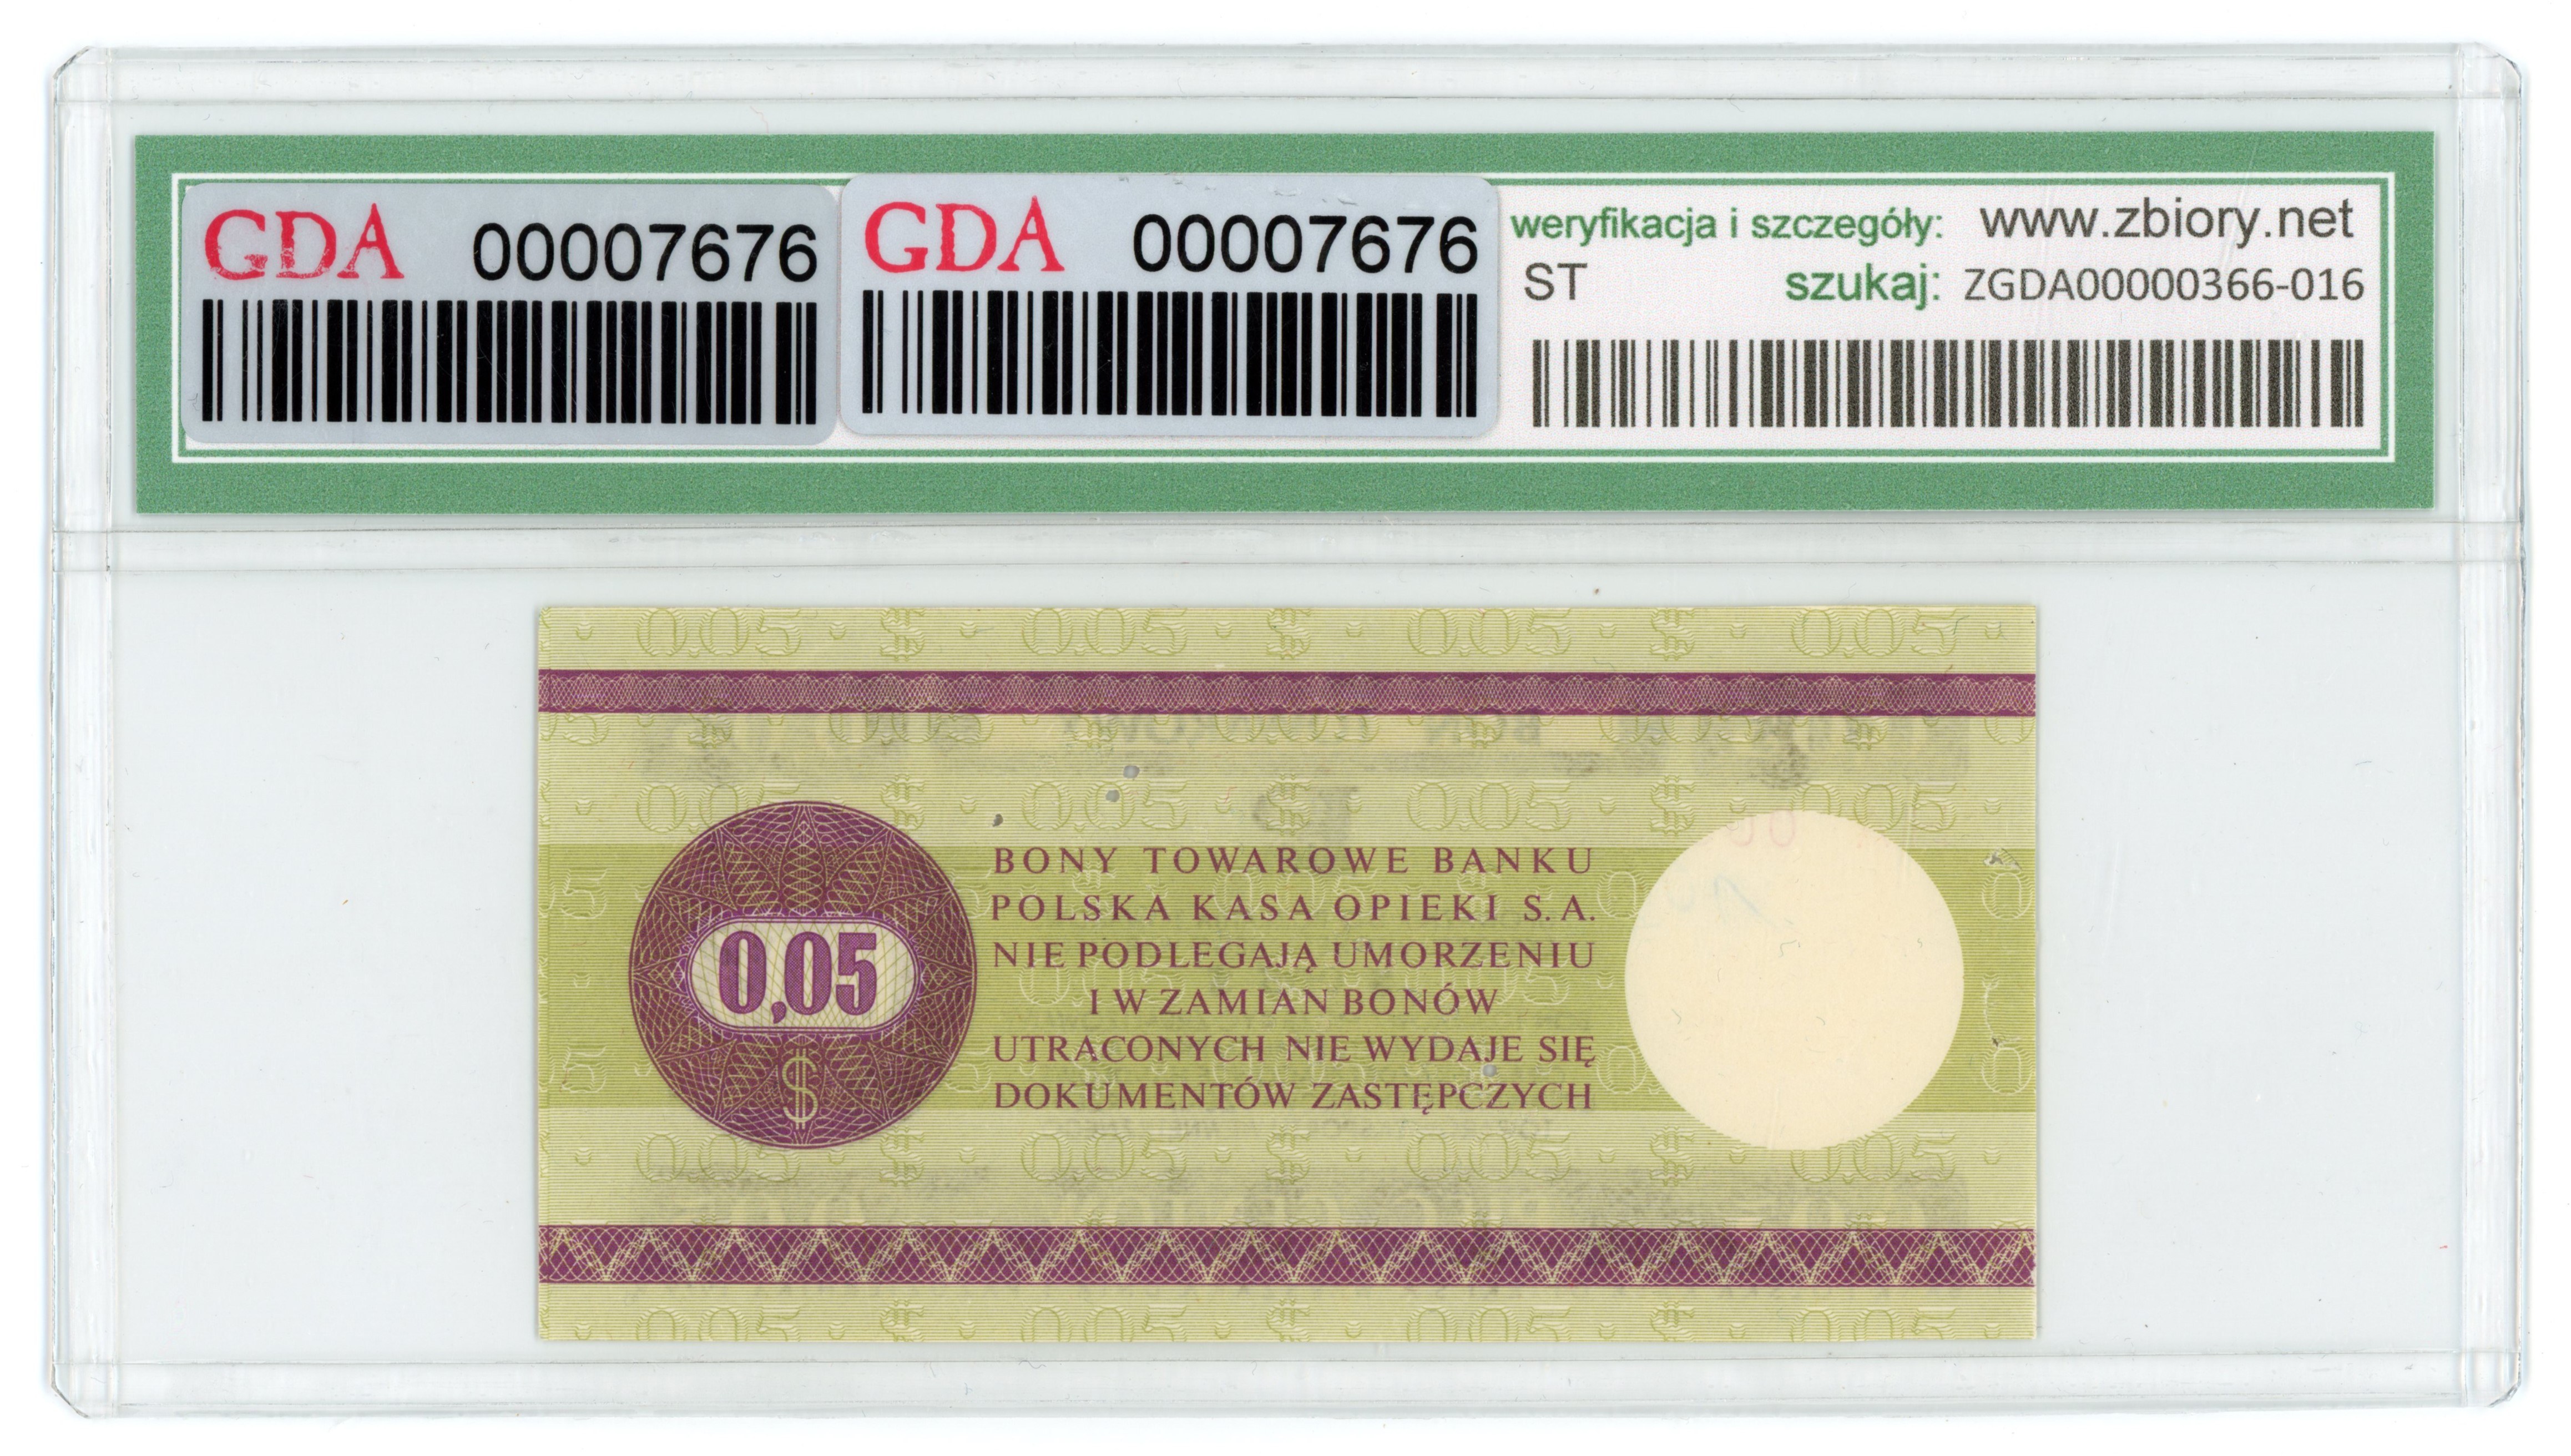 GDA 00007676
GDA 00007676
weryfikacja i szczegóły: www.zbiory.net
ST szukaj: ZGDA00000366-016
BONY TOWAROWE BANKU
POLSKA KASA OPIEKI S.A.
NIE PODLEGAJĄ UMORZENIU
I W ZAMIAN BONÓW
UTRACONYCH NIE WYDAJE SIĘ
DOKUMENTÓW ZASTĘPCZYCH
0,05
$